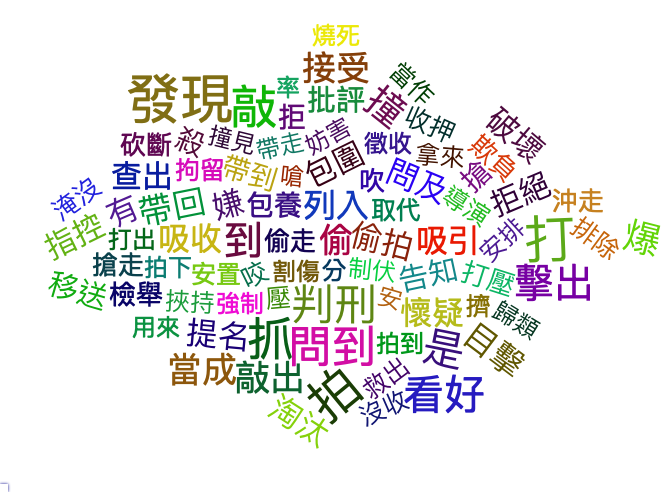 燒死
接受
當作
發現
敲
率
拒
批評
撞
收押
破壞
砍斷
殺
撞見
帶走
妨害
徵收
拿來
欺負
查出
拘留
帶到
嗆
包圍
吹
問及
搶
拒絕
淹沒
有
帶回
嫌
包養
列入
取代
導演
沖走
指控
打出
吸收
到
偷走
偷
偷拍
吸引
安排
打
排除
爆
移送
搶走
拍下
安置
咬
割傷
分
制伏
告知
打壓
擊出
檢舉
挾持
強制
壓
判刑
安
懷疑
擠
歸類
用來
提名
抓
問到
拍到
是
目擊
當成
敲出
拍
救出
看好
淘汰
沒收